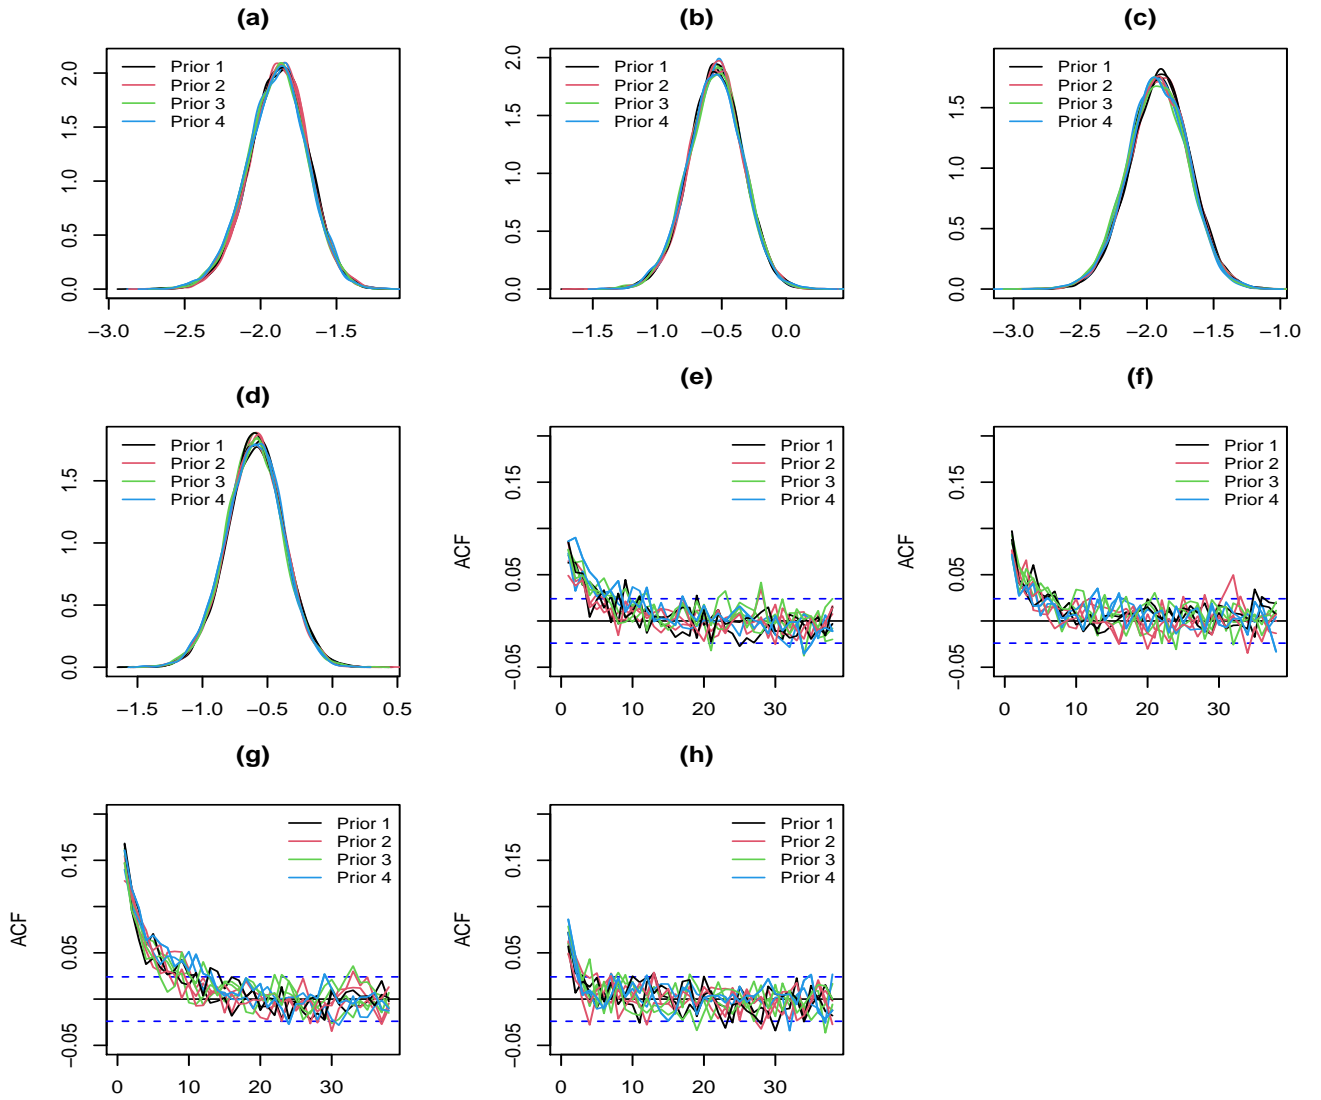 (a)
Prior 1
Prior 2
Prior 3
Prior 4
0.0 0.5 1.0 1.5 2.0
−3.0 −2.5 −2.0 −1.5
(b)
Prior 1
Prior 2
Prior 3
Prior 4
0.0 0.5 1.0 1.5 2.0
−1.5 −1.0 −0.5 0.0
(c)
Prior 1
Prior 2
Prior 3
Prior 4
0.0 0.5 1.0 1.5
−3.0 −2.5 −2.0 −1.5 −1.0
(d)
Prior 1
Prior 2
Prior 3
Prior 4
0.0 0.5 1.0 1.5
−1.5 −1.0 −0.5 0.0 0.5
(e)
Prior 1
Prior 2
Prior 3
Prior 4
ACF
−0.05 0.05 0.15
0 10 20 30
(f)
Prior 1
Prior 2
Prior 3
Prior 4
ACF
−0.05 0.05 0.15
0 10 20 30
(g)
Prior 1
Prior 2
Prior 3
Prior 4
ACF
−0.05 0.05 0.15
0 10 20 30
(h)
Prior 1
Prior 2
Prior 3
Prior 4
ACF
−0.05 0.05 0.15
0 10 20 30